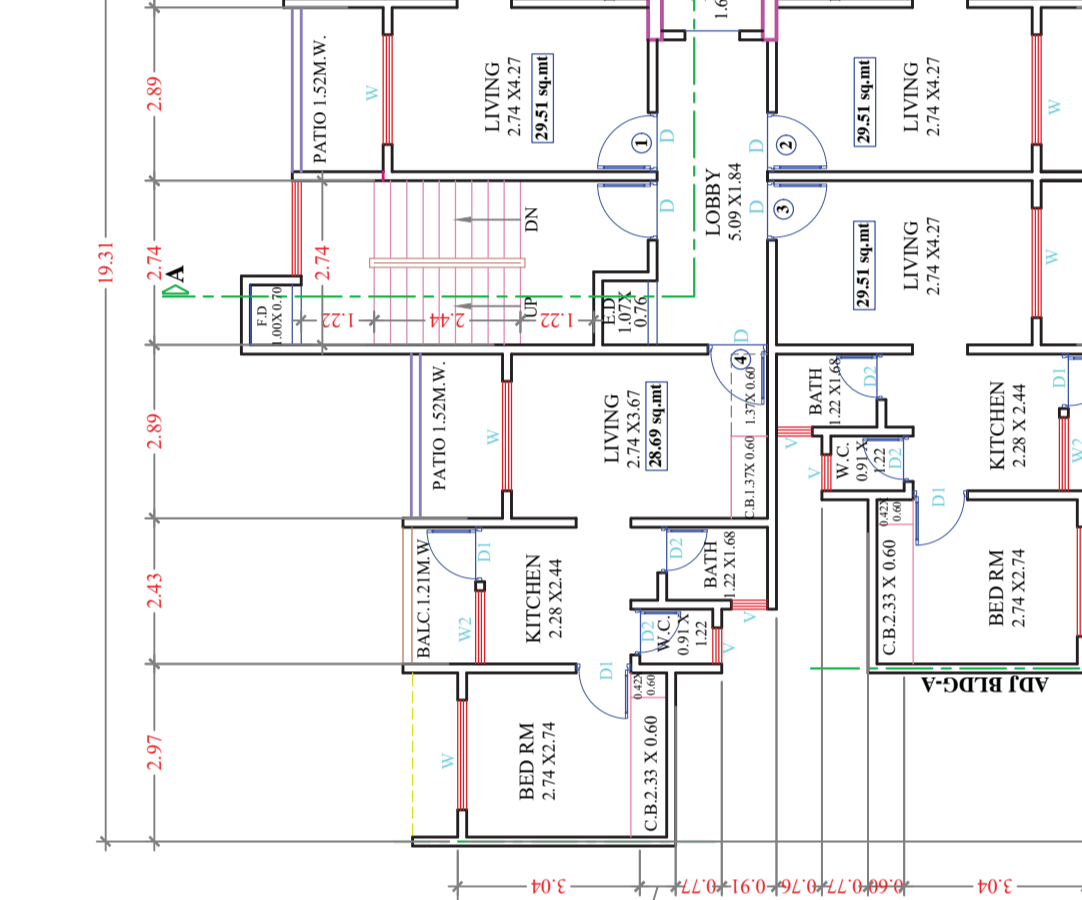 2.89
2.74
2.89
2.43
2.97
19.31
A
PATIO 1.52M.W.
W
LIVING
2.74 X4.27
29.51 sq.mt
1
D
1.6
29.51 sq.mt
LIVING
2.74 X4.27
W
2
D
2.74
DN
UP
D
LOBBY
5.09 X1.84
D
3
29.51 sq.mt
LIVING
2.74 X4.27
W
F.D
1.00X 0.70
1.22
2.44
1.22
E.D
1.07X
0.76
D
4
PATIO 1.52M.W.
W
LIVING
2.74 X3.67
28.69 sq.mt
1.37X 0.60
C.B.1.37X 0.60
BATH
1.22 X1.68
D2
V
V
W.C.
0.91 X
1.22
D2
KITCHEN
2.28 X 2.44
D1
W2
BALC.1.21M.W
D1
W2
KITCHEN
2.28 X2.44
D2
BATH
1.22 X1.68
V
V
D2
W.C.
0.91 X
1.22
D1
0.42X
0.60
D1
C.B.2.33 X 0.60
BED RM
2.74 X2.74
ADJ BLDG-A
W
BED RM
2.74 X2.74
0.42X
0.60
C.B.2.33 X 0.60
3.04
0.77
0.91
0.76
0.77
0.60
3.04